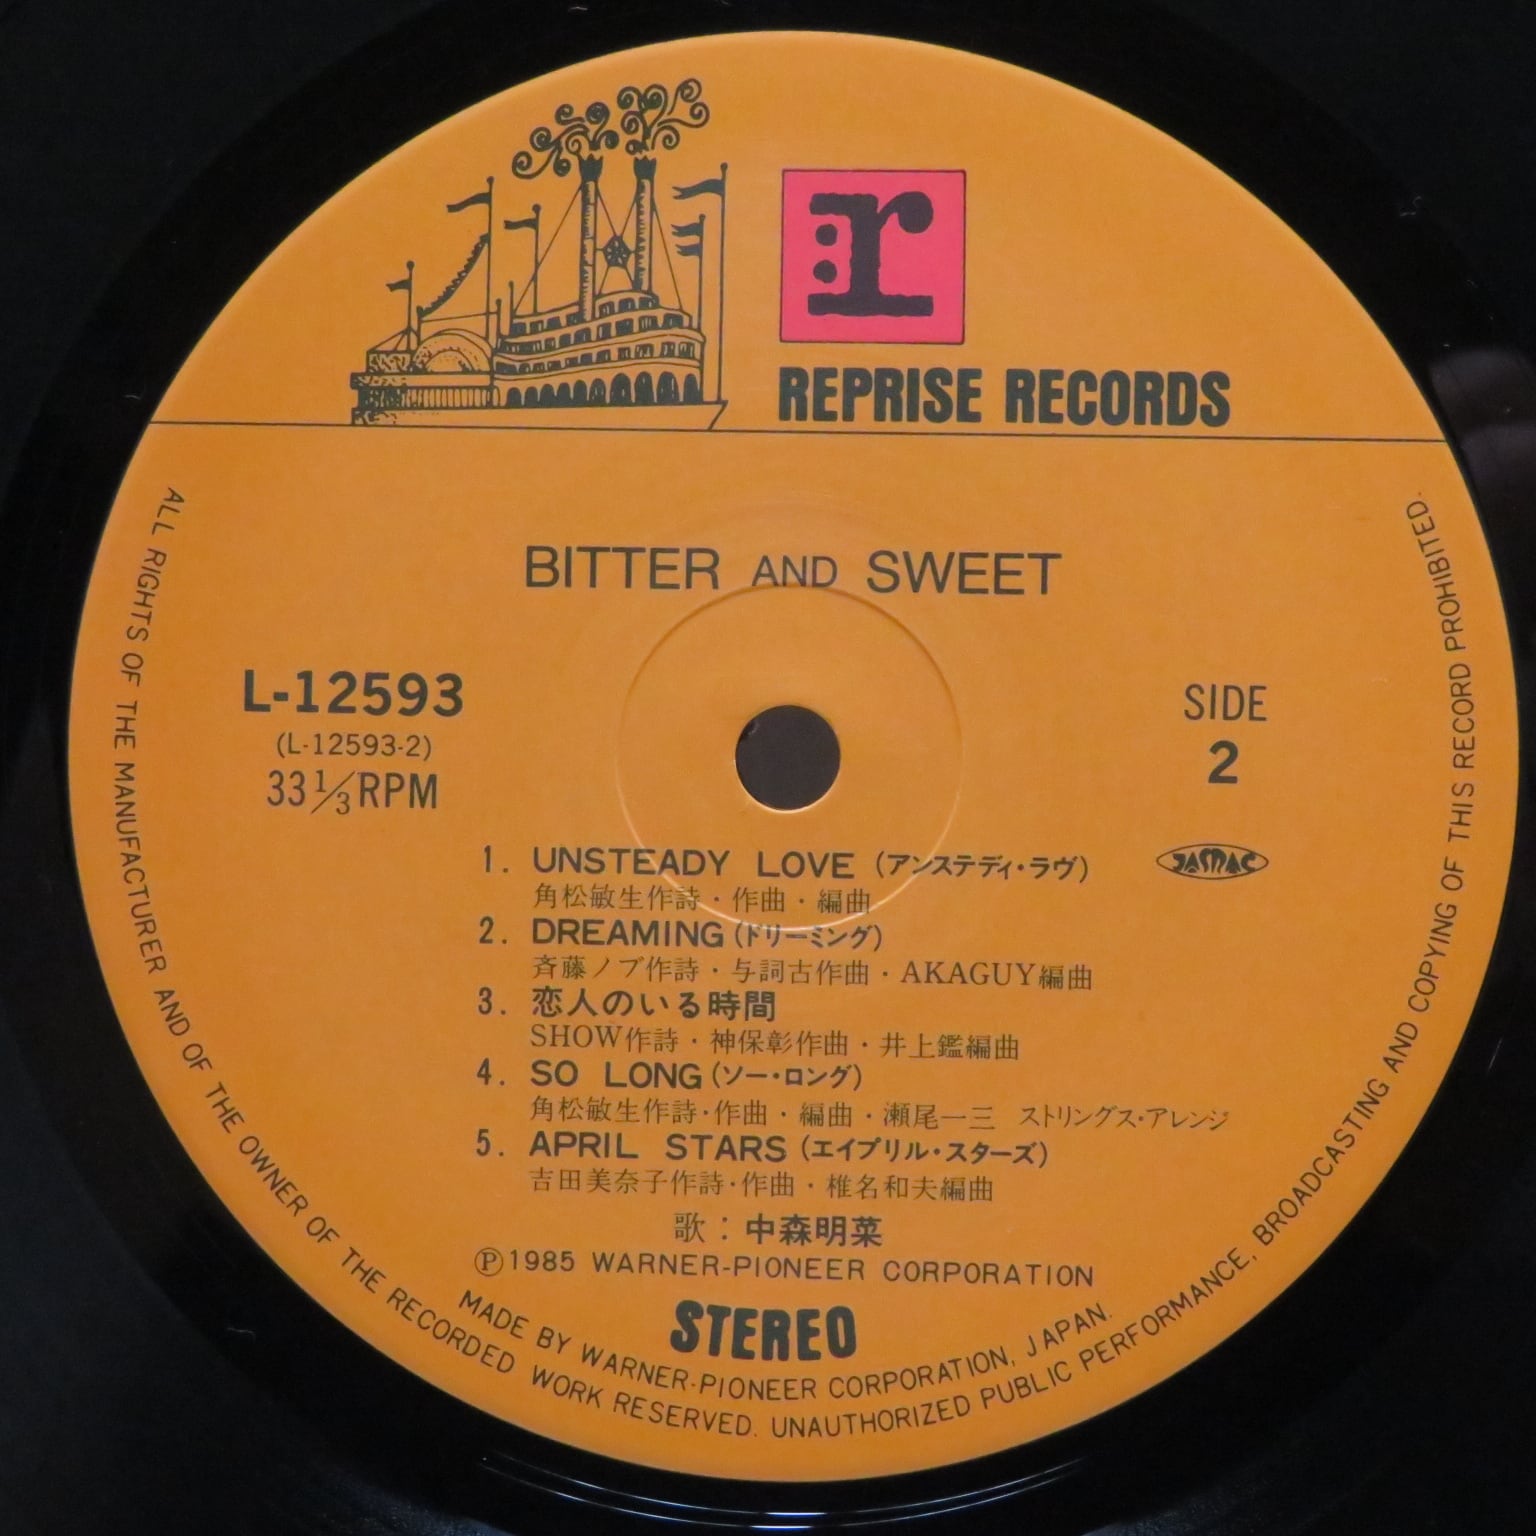 r
REPRISE RECORDS
BITTER AND SWEET
L-12593
(L-12593-2)
33 1/3 RPM
SIDE
2
JASRAC
1. UNSTEADY LOVE (アンステディ・ラヴ)
角松敏生作詩・作曲・編曲
2. DREAMING (ドリーミング)
斉藤ノブ作詩・与詞古作曲・AKAGUY編曲
3. 恋人のいる時間
SHOW作詩・神保彰作曲・井上鑑編曲
4. SO LONG (ソー・ロング)
角松敏生作詩・作曲・編曲・瀬尾一三 ストリングス・アレンジ
5. APRIL STARS (エイプリル・スターズ)
吉田美奈子作詩・作曲・椎名和夫編曲
歌：中森明菜
Ⓟ1985 WARNER-PIONEER CORPORATION
STEREO
MADE BY WARNER-PIONEER CORPORATION, JAPAN.
ALL RIGHTS OF THE MANUFACTURER AND OF THE OWNER OF THE RECORDED WORK RESERVED. UNAUTHORIZED PUBLIC PERFORMANCE, BROADCASTING AND COPYING OF THIS RECORD PROHIBITED.